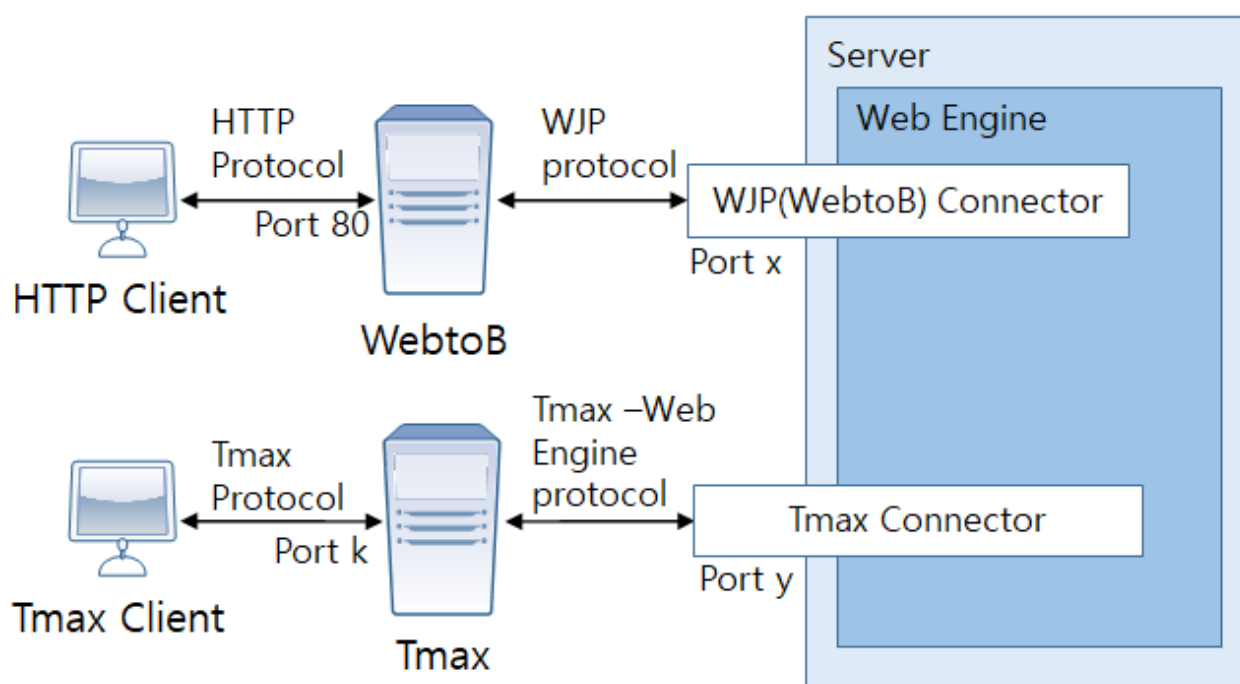 Server
Web Engine
HTTP
Protocol
WJP
protocol
WJP(WebtoB) Connector
Port 80
Port x
HTTP Client
WebtoB
Tmax
Protocol
Tmax –Web
Engine
protocol
Tmax Connector
Port k
Port y
Tmax Client
Tmax